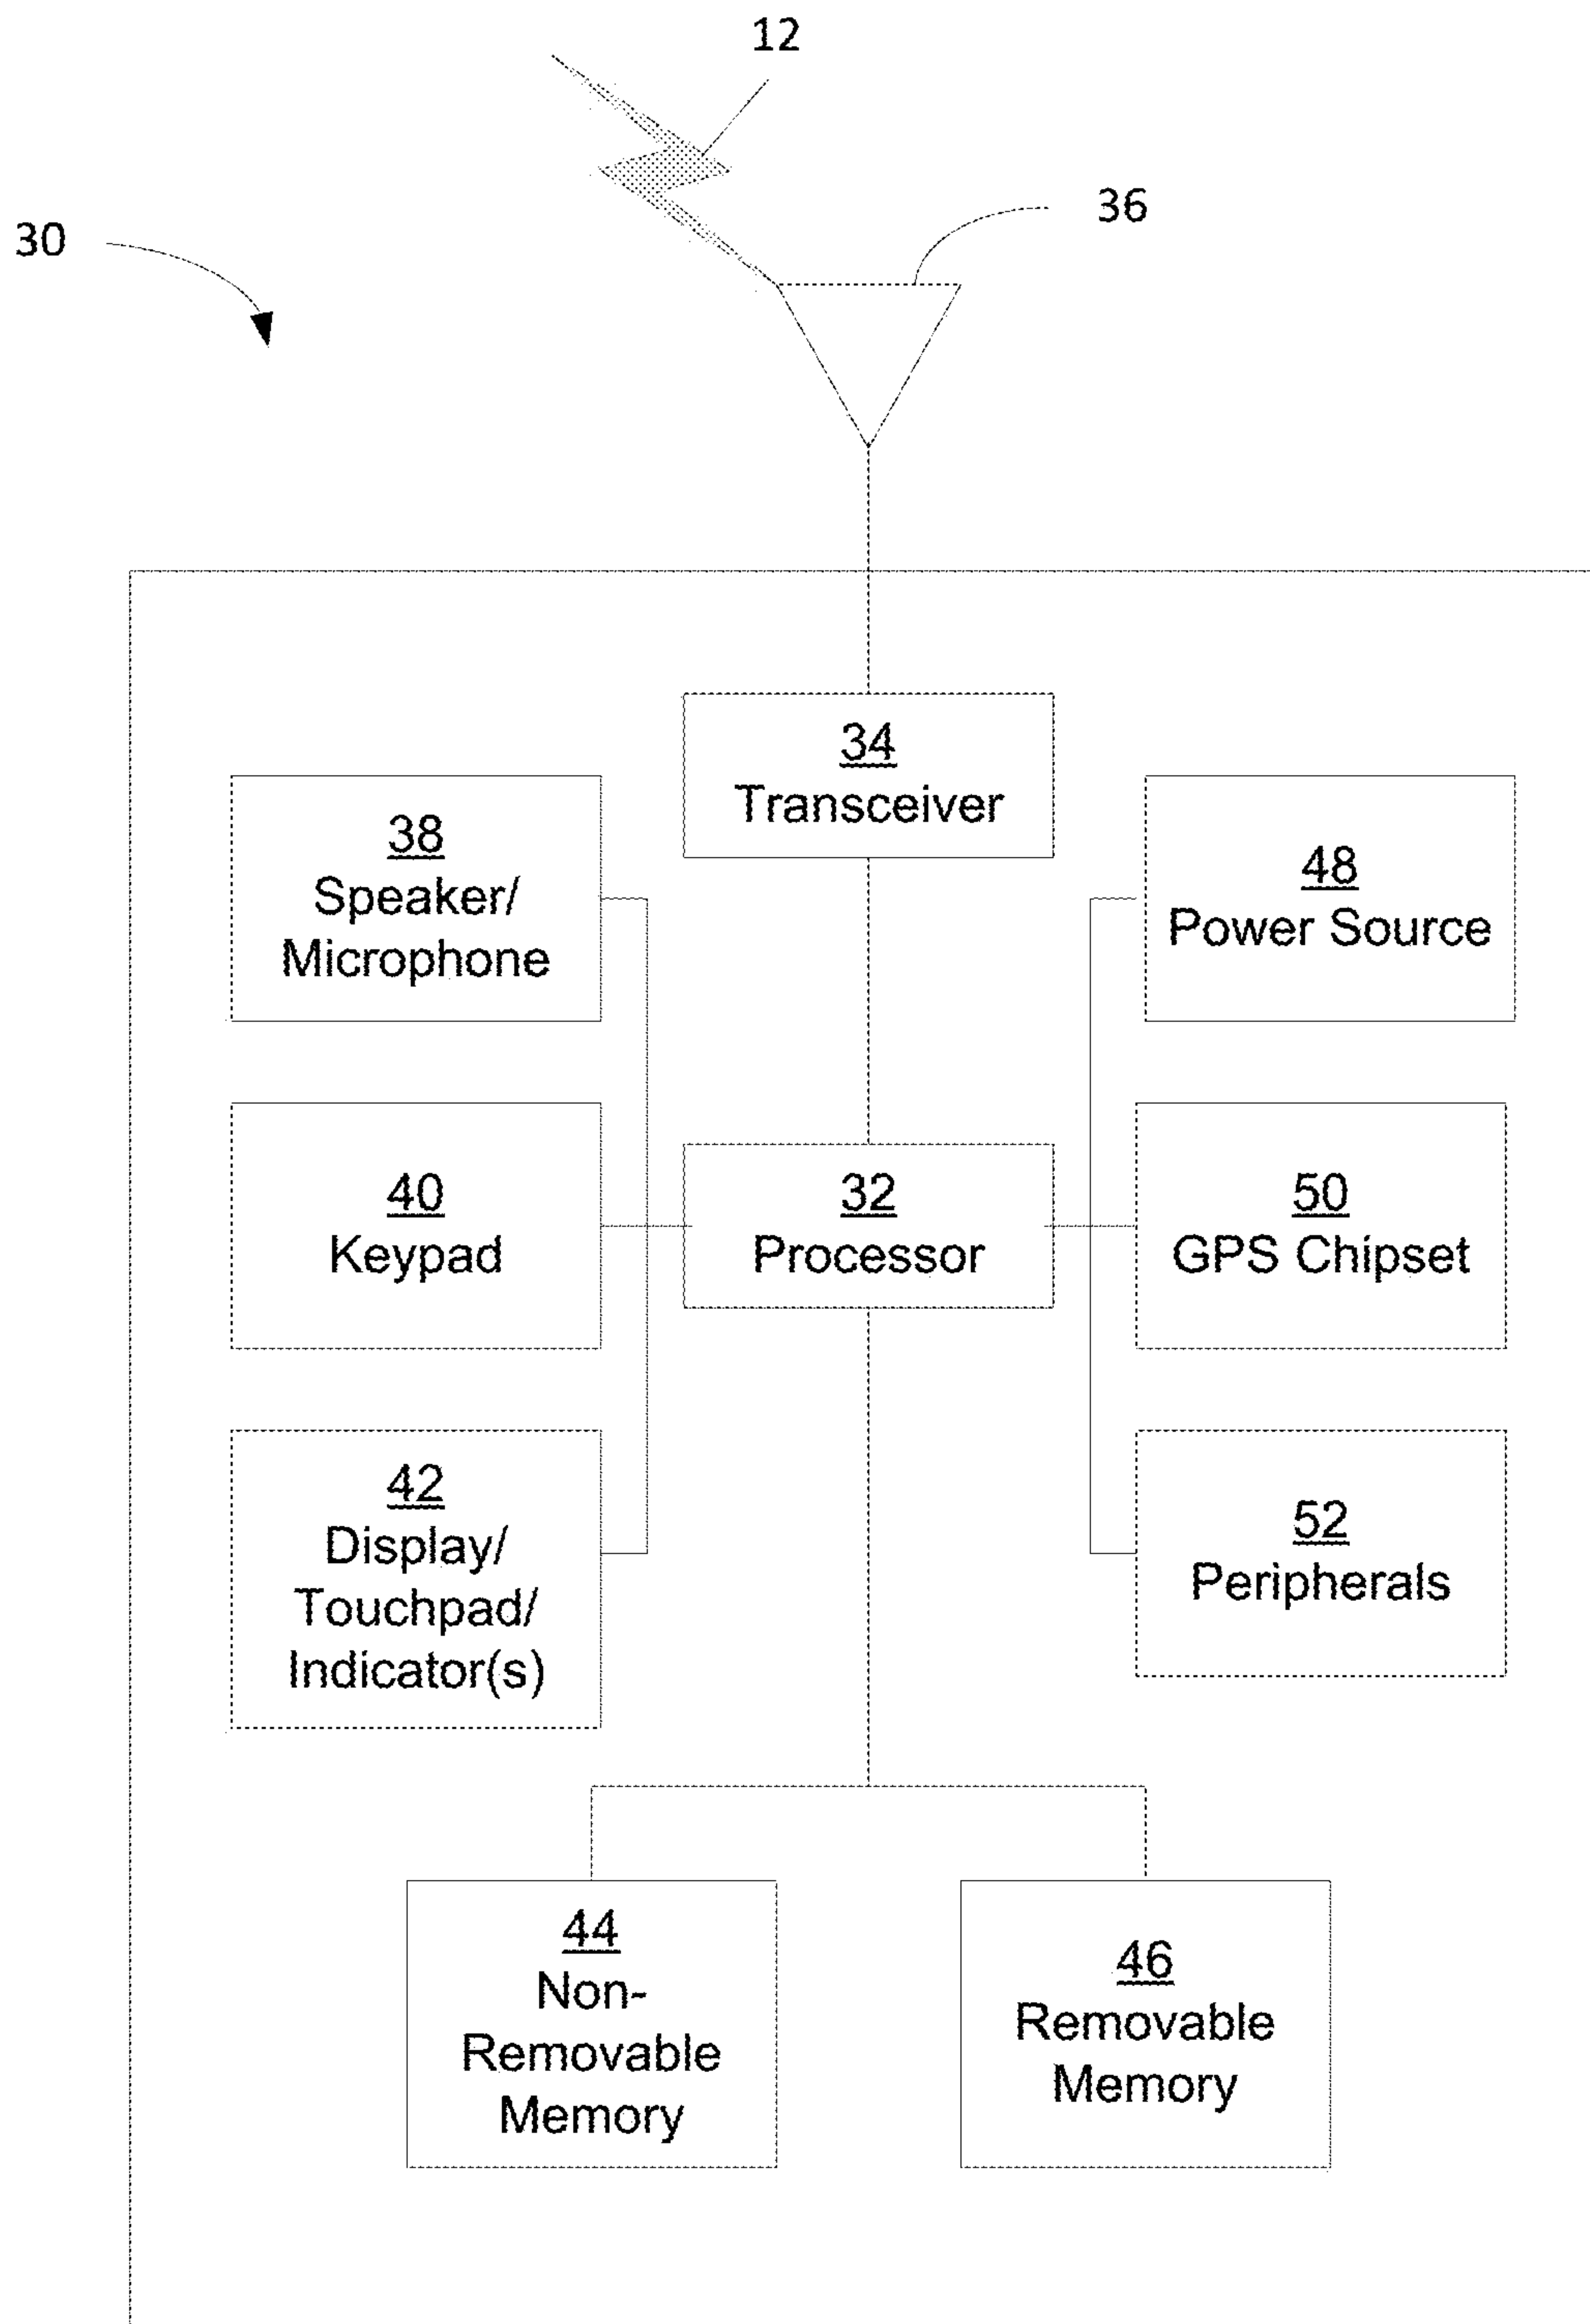 12
36
30
34
Transceiver
38
Speaker/
Microphone
48
Power Source
40
Keypad
32
Processor
50
GPS Chipset
42
Display/
Touchpad/
Indicator(s)
52
Peripherals
44
Non-
Removable
Memory
46
Removable
Memory